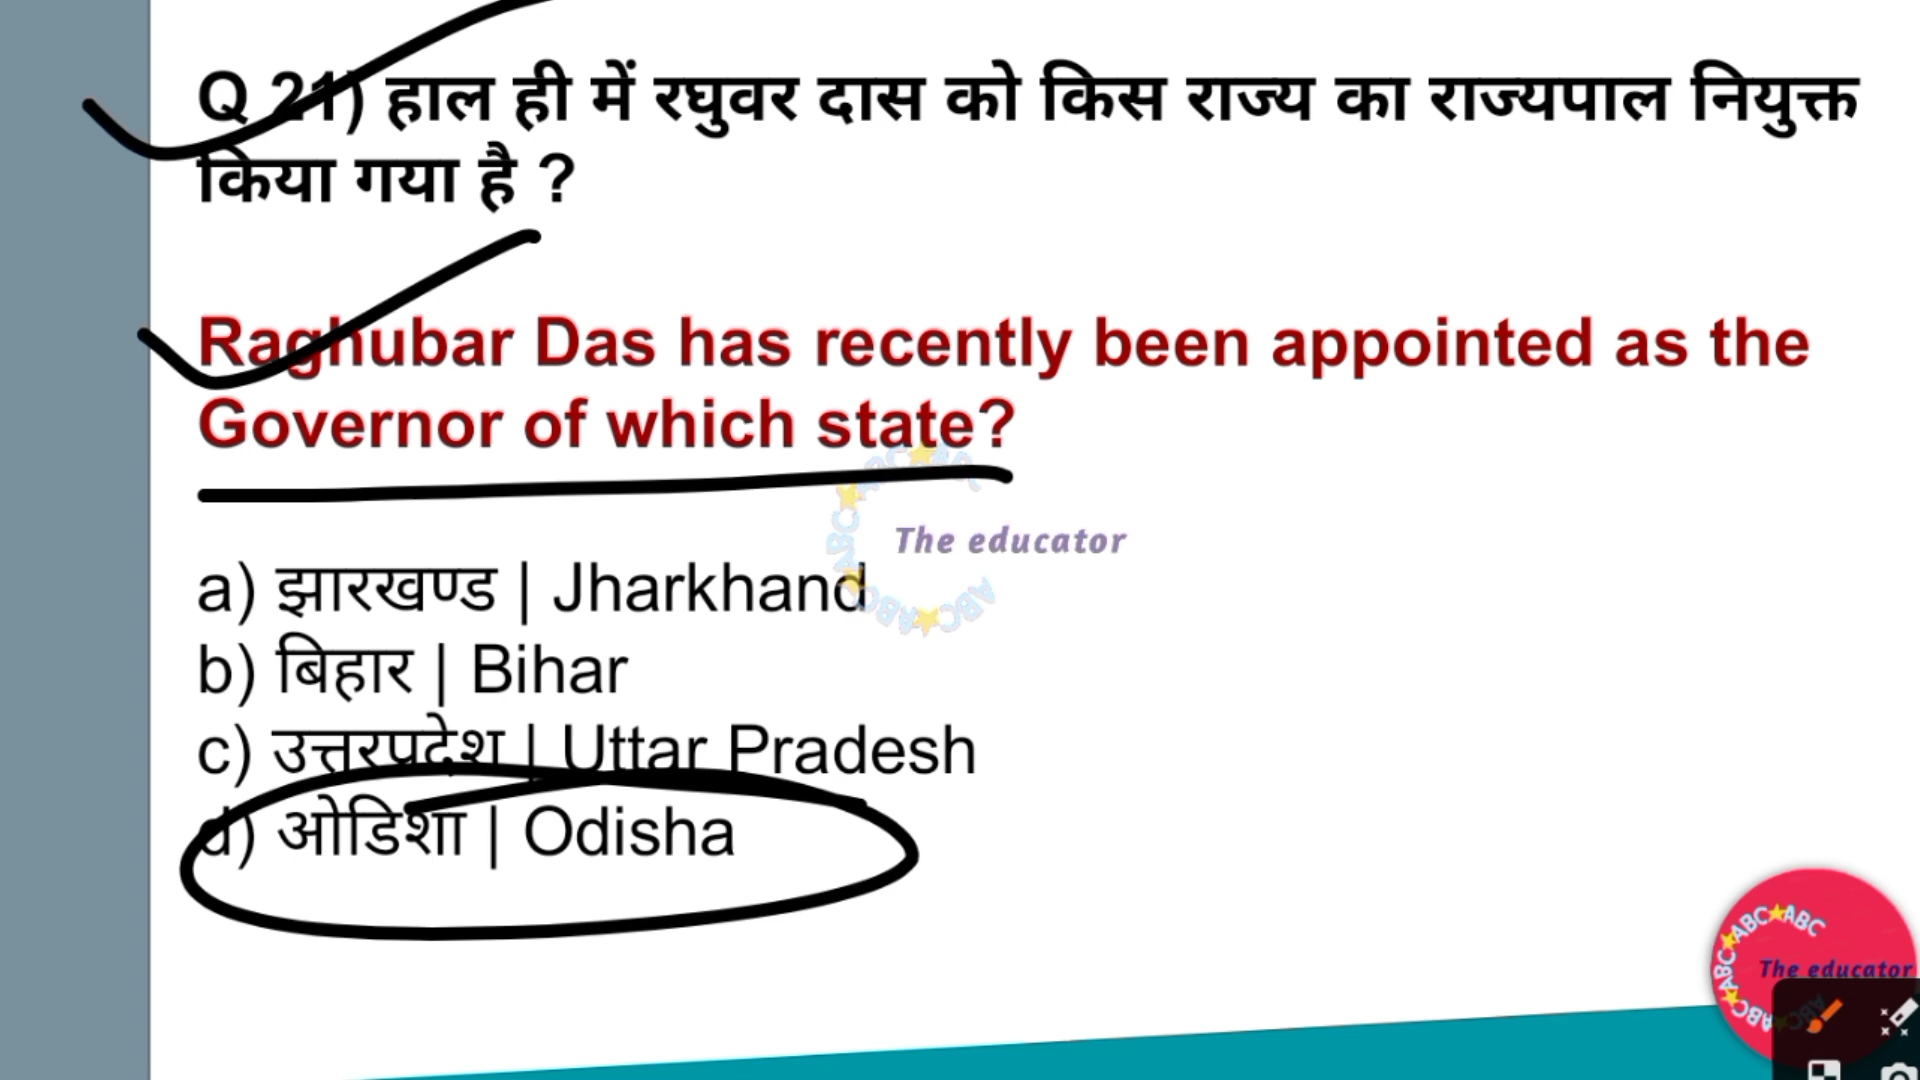 Q 21) हाल ही में रघुवर दास को किस राज्य का राज्यपाल नियुक्त
किया गया है ?
Raghubar Das has recently been appointed as the
Governor of which state?
The educator
a) झारखण्ड | Jharkhand
b) बिहार | Bihar
c) उत्तरप्रदेश | Uttar Pradesh
d) ओडिशा | Odisha
ABC★ABC
The educator